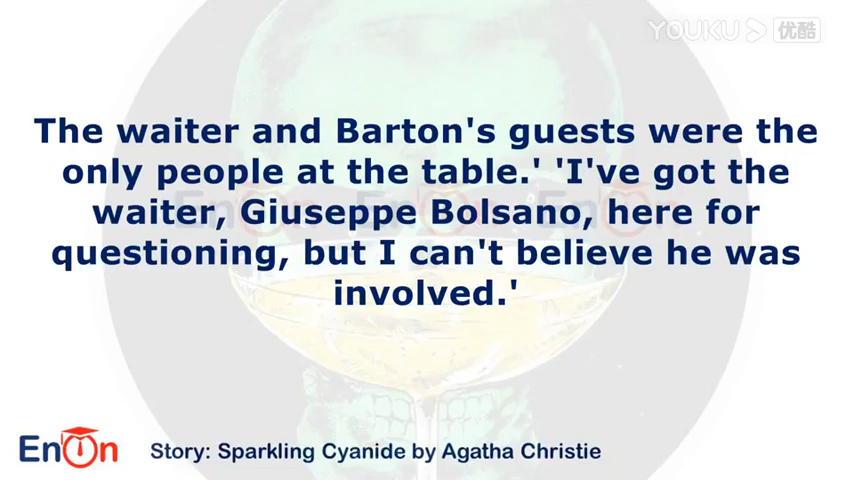 YOUKU 优酷
The waiter and Barton's guests were the
only people at the table.' 'I've got the
waiter, Giuseppe Bolsano, here for
questioning, but I can't believe he was
involved.'
EnOn
Story: Sparkling Cyanide by Agatha Christie